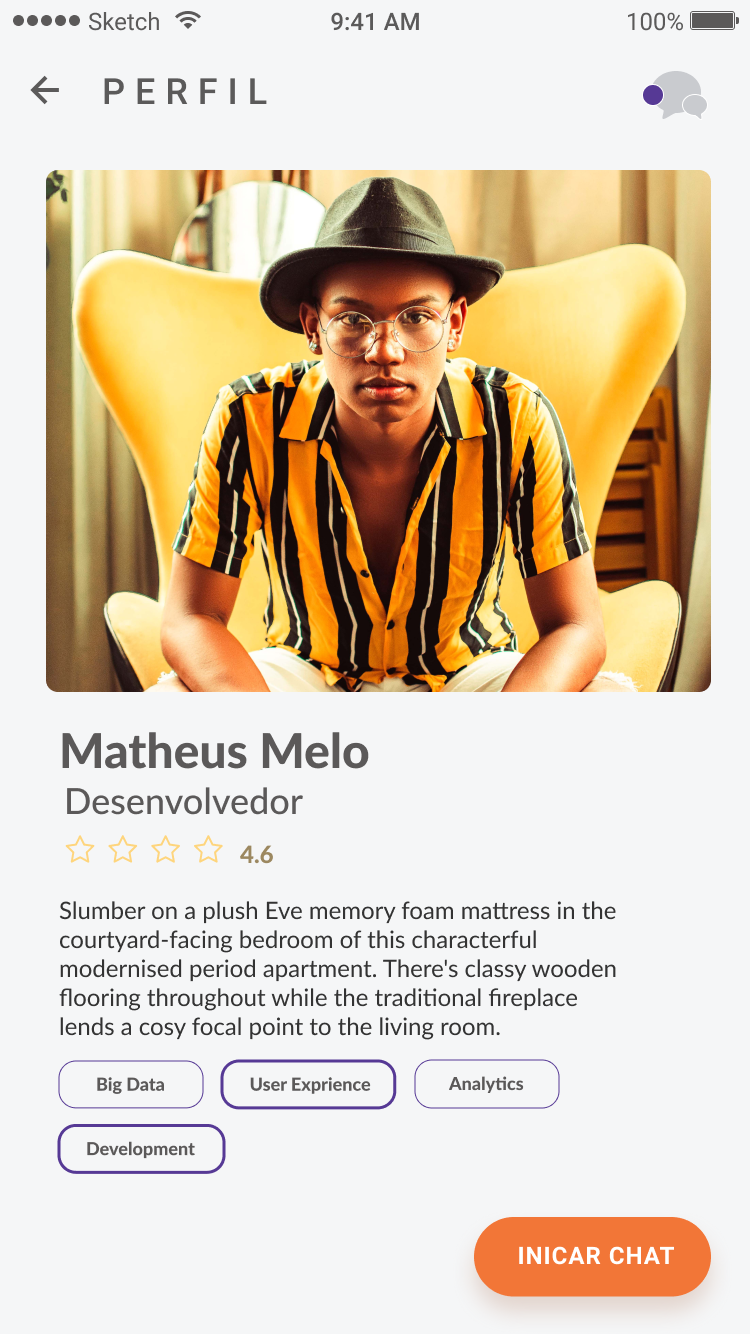 Sketch 9:41 AM 100%
PERFIL
Matheus Melo
Desenvolvedor
4.6
Slumber on a plush Eve memory foam mattress in the
courtyard-facing bedroom of this characterful
modernised period apartment. There's classy wooden
flooring throughout while the traditional fireplace
lends a cosy focal point to the living room.
Big Data User Exprience Analytics
Development
INICAR CHAT